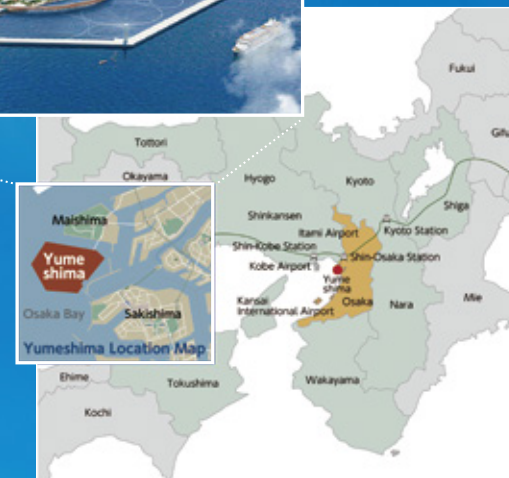 Fukui
Gifu
Tottori
Okayama
Hyogo
Kyoto
Shiga
Shinkansen
Itami Airport
Kyoto Station
Shin-Kobe Station
Shin-Osaka Station
Kobe Airport
Yume
shima
Kansai
International Airport
Osaka
Nara
Mie
Wakayama
Tokushima
Ehime
Kochi
Maishima
Yume
shima
Osaka Bay
Sakishima
Yumeshima Location Map